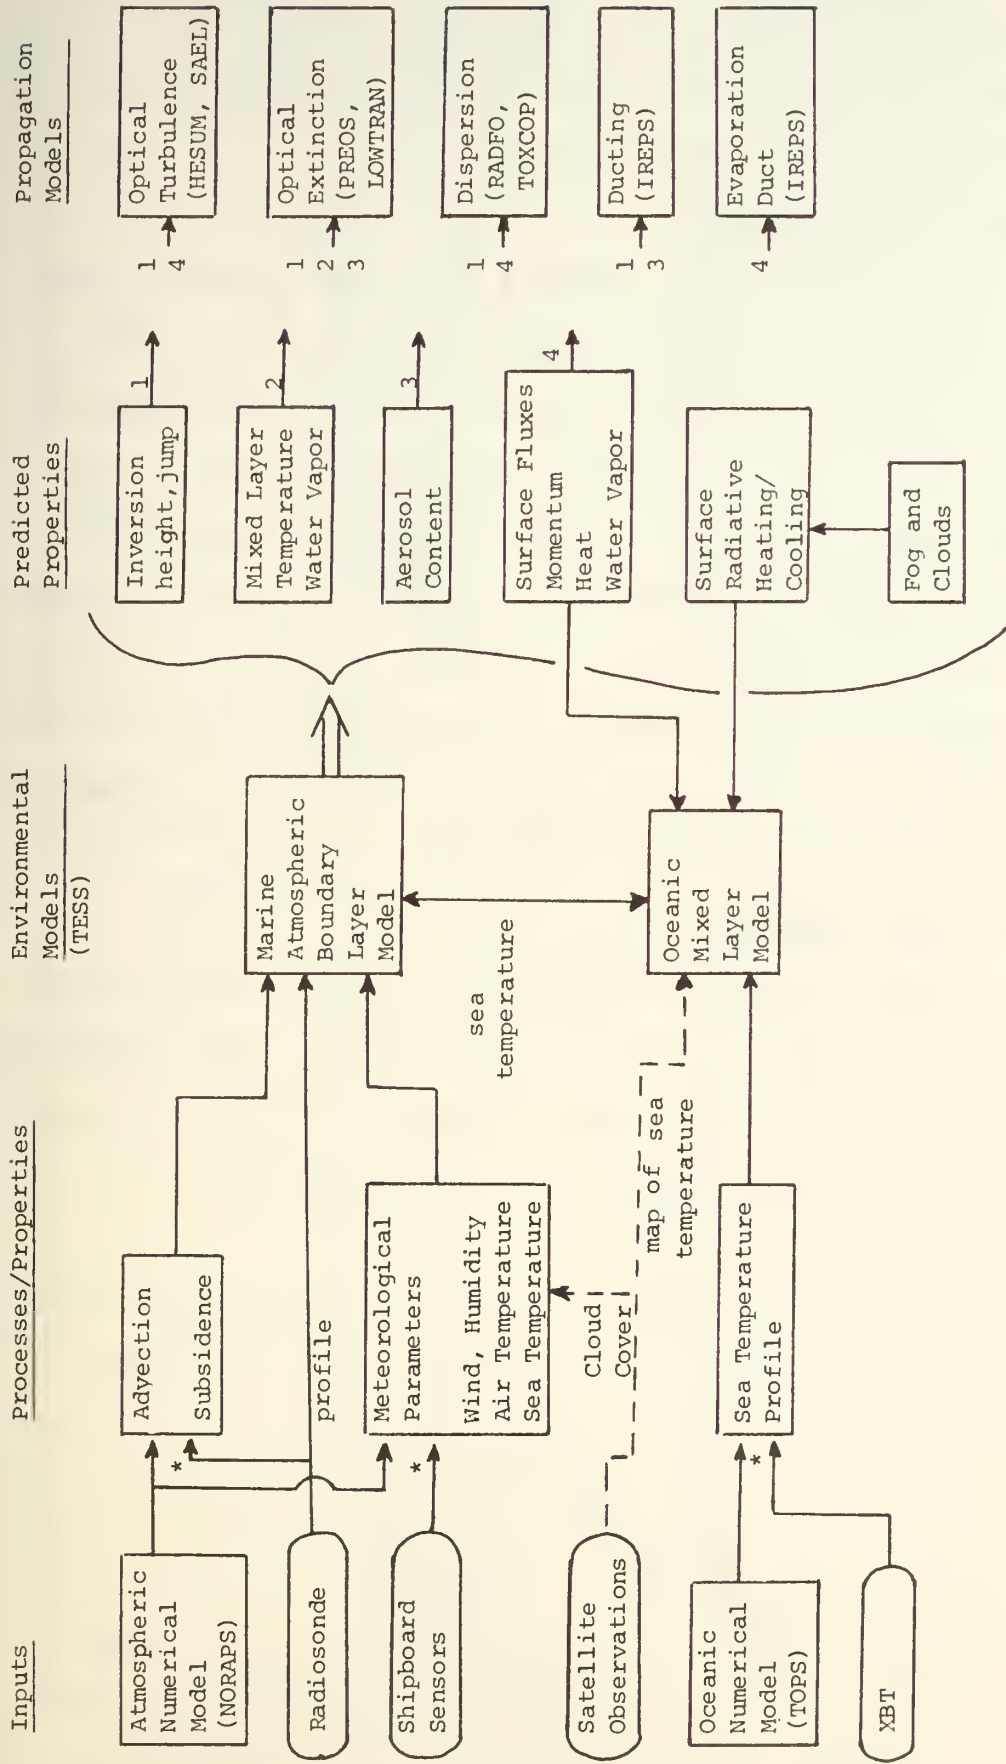 Inputs
Atmospheric
Numerical
Model
(NORAPS)
Radiosonde
Shipboard
Sensors
Satellite
Observations
Oceanic
Numerical
Model
(TOPS)
XBT
Processes/Properties
Advection
Subsidence
*
profile
Meteorological
Parameters
Wind, Humidity
Air Temperature
Sea Temperature
*
Cloud
Cover
map of sea
temperature
Sea Temperature
Profile
*
Environmental
Models
(TESS)
Marine
Atmospheric
Boundary
Layer
Model
sea
temperature
Oceanic
Mixed
Layer
Model
Predicted
Properties
Inversion
height,jump
1
Mixed Layer
Temperature
Water Vapor
2
Aerosol
Content
3
Surface Fluxes
Momentum
Heat
Water Vapor
4
Surface
Radiative
Heating/
Cooling
Fog and
Clouds
Propagation
Models
1
4
Optical
Turbulence
(HESUM, SAEL)
1
2
3
Optical
Extinction
(PREOS,
LOWTRAN)
1
4
Dispersion
(RADFO,
TOXCOP)
1
3
Ducting
(IREPS)
4
Evaporation
Duct
(IREPS)